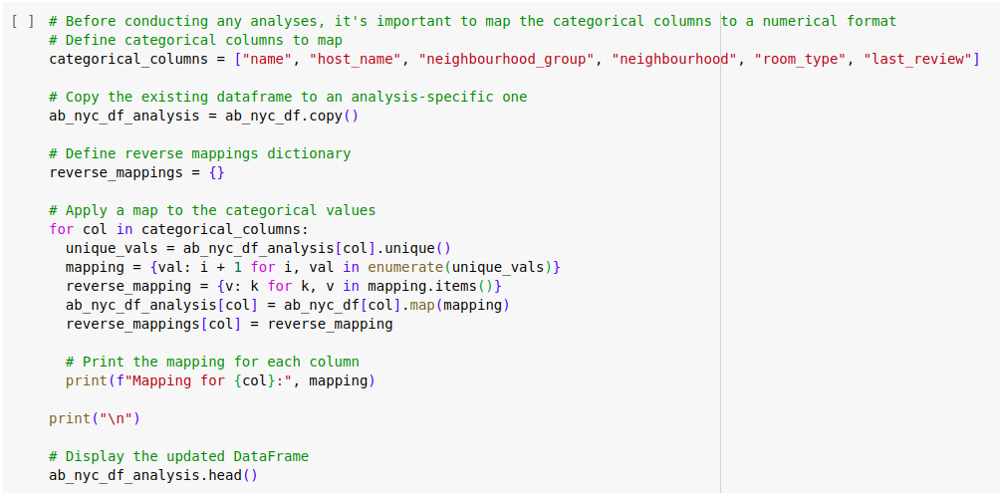 [ ] # Before conducting any analyses, it's important to map the categorical columns to a numerical format
# Define categorical columns to map
categorical_columns = ["name", "host_name", "neighbourhood_group", "neighbourhood", "room_type", "last_review"]

# Copy the existing dataframe to an analysis-specific one
ab_nyc_df_analysis = ab_nyc_df.copy()

# Define reverse mappings dictionary
reverse_mappings = {}

# Apply a map to the categorical values
for col in categorical_columns:
  unique_vals = ab_nyc_df_analysis[col].unique()
  mapping = {val: i + 1 for i, val in enumerate(unique_vals)}
  reverse_mapping = {v: k for k, v in mapping.items()}
  ab_nyc_df_analysis[col] = ab_nyc_df[col].map(mapping)
  reverse_mappings[col] = reverse_mapping

  # Print the mapping for each column
  print(f"Mapping for {col}:", mapping)

print("\n")

# Display the updated DataFrame
ab_nyc_df_analysis.head()